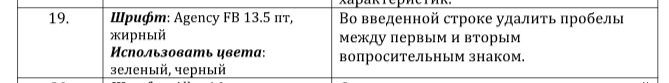 характеристик.
19.
Шрифт: Agency FB 13.5 пт,
жирный
Использовать цвета:
зеленый, черный
Во введенной строке удалить пробелы
между первым и вторым
вопросительным знаком.